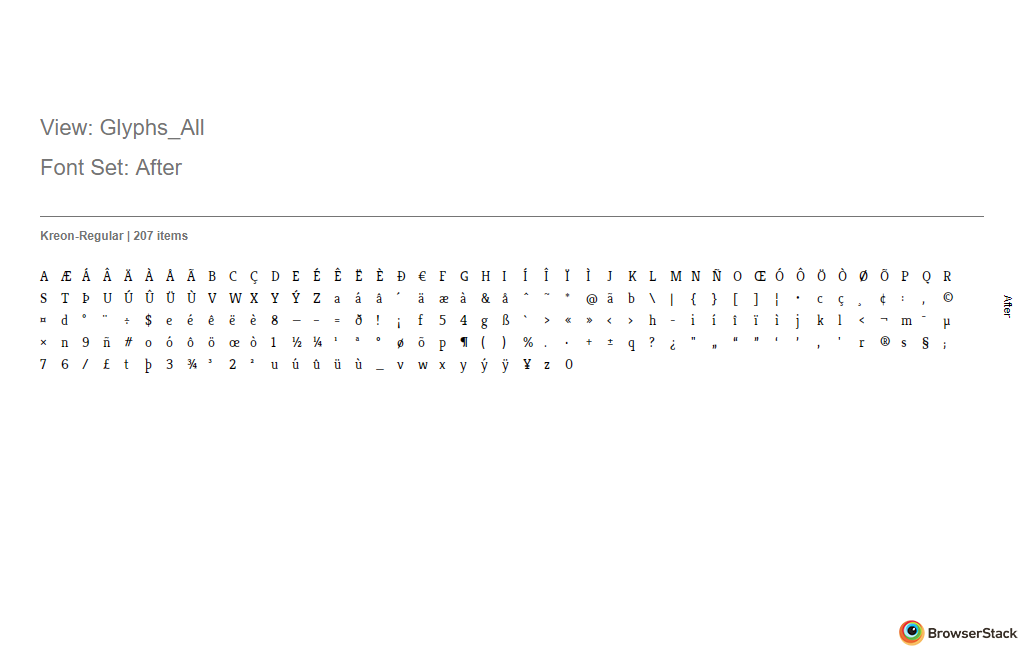 View: Glyphs_All
Font Set: After
Kreon-Regular | 207 items
A Æ Á Â Ä À Å Ã B C Ç D E É Ê Ë È Ð € F G H I Í Î Ï Ì J K L M N Ñ O Œ Ó Ô Ö Ò Ø Õ P Q R
S T Þ U Ú Û Ü Ù V W X Y Ý Z a á â ´ ä æ à & å ^ ~ * @ ã b \ | { } [ ] ¦ • c ç ¸ ¢ : , ©
¤ d ° ¨ ÷ $ e é ê ë è 8 — – = ð ! ¡ f 5 4 g ß ` > « » ‹ › h - i í î ï ì j k l < ¬ m ¯ µ
× n 9 ñ # o ó ô ö œ ò 1 ½ ¼ ¹ ª º ø õ p ¶ ( ) % . · + ± q ? ¿ " „ “ ” ‘ ’ ‚ ' r ® s § ;
7 6 / £ t þ 3 ¾ ³ 2 ² u ú û ü ù _ v w x y ý ÿ ¥ z 0
After
BrowserStack